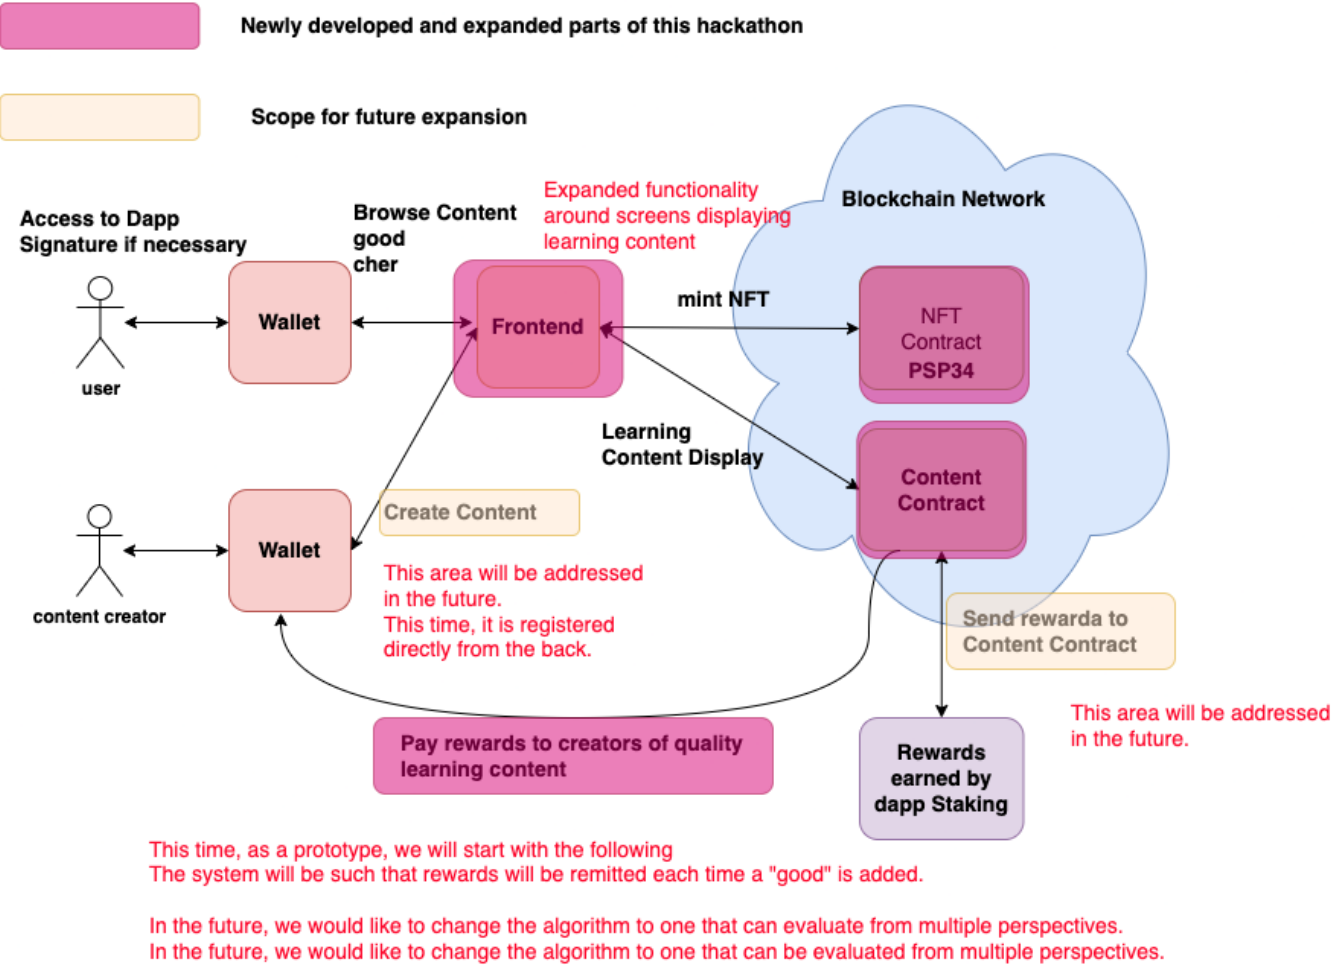 Newly developed and expanded parts of this hackathon
Scope for future expansion
Access to Dapp
Signature if necessary
user
Wallet
Browse Content
good
cher
Expanded functionality
around screens displaying
learning content
Frontend
mint NFT
Blockchain Network
NFT
Contract
PSP34
Learning
Content Display
Content
Contract
content creator
Wallet
Create Content
This area will be addressed
in the future.
This time, it is registered
directly from the back.
Send rewarda to
Content Contract
This area will be addressed
in the future.
Pay rewards to creators of quality
learning content
Rewards
earned by
dapp Staking
This time, as a prototype, we will start with the following
The system will be such that rewards will be remitted each time a "good" is added.
In the future, we would like to change the algorithm to one that can evaluate from multiple perspectives.
In the future, we would like to change the algorithm to one that can be evaluated from multiple perspectives.